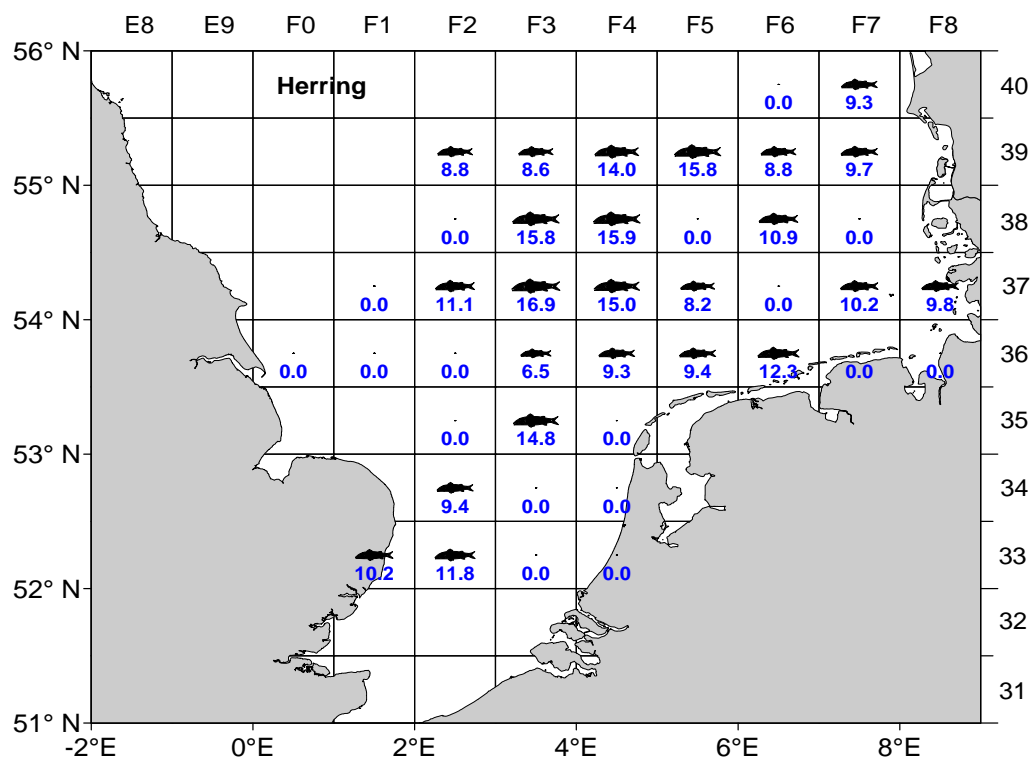 E8 E9 F0 F1 F2 F3 F4 F5 F6 F7 F8
56° N
Herring
40
0.0 9.3
39
8.8 8.6 14.0 15.8 8.8 9.7
55° N
38
0.0 15.8 15.9 0.0 10.9 0.0
37
0.0 11.1 16.9 15.0 8.2 0.0 10.2 9.8
54° N
36
0.0 0.0 0.0 6.5 9.3 9.4 12.3 0.0 0.0
35
0.0 14.8 0.0
53° N
34
9.4 0.0 0.0
33
10.2 11.8 0.0 0.0
52° N
32
31
51° N
-2°E 0°E 2°E 4°E 6°E 8°E